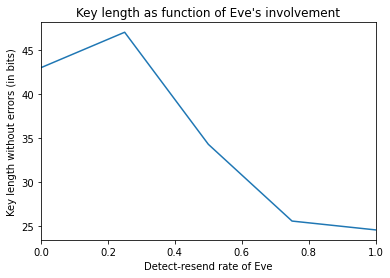 Key length as function of Eve's involvement
Key length without errors (in bits)
45
40
35
30
25
0.0 0.2 0.4 0.6 0.8 1.0
Detect-resend rate of Eve